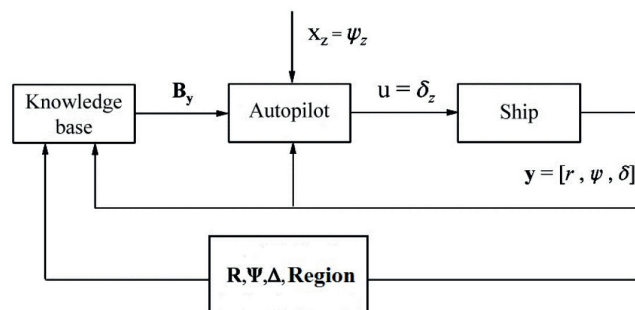 x_z = ψ_z
Knowledge
base
B_y
Autopilot
u = δ_z
Ship
y = [r , ψ , δ]
R,Ψ,Δ,Region